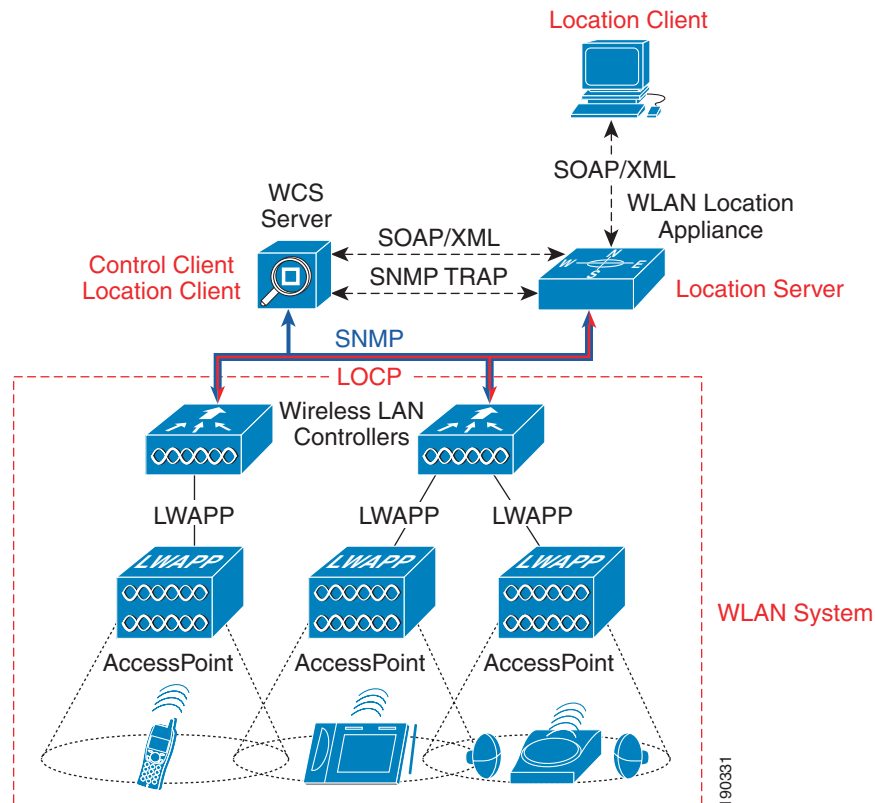 Location Client
SOAP/XML
WCS
Server
WLAN Location
Appliance
SOAP/XML
N
W
E
S
Control Client
Location Client
SNMP TRAP
Location Server
SNMP
LOCP
Wireless LAN
Controllers
LWAPP
LWAPP
LWAPP
LWAPP
LWAPP
LWAPP
WLAN System
AccessPoint
AccessPoint
AccessPoint
190331